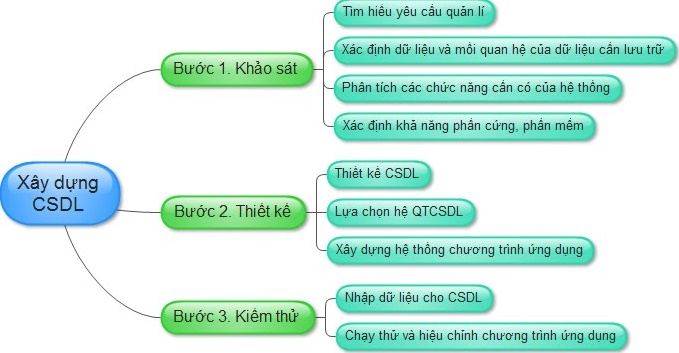 Xây dựng
CSDL
Bước 1. Khảo sát
Tìm hiểu yêu cầu quản lí
Xác định dữ liệu và mối quan hệ của dữ liệu cần lưu trữ
Phân tích các chức năng cần có của hệ thống
Xác định khả năng phần cứng, phần mềm
Bước 2. Thiết kế
Thiết kế CSDL
Lựa chọn hệ QTCSDL
Xây dựng hệ thống chương trình ứng dụng
Bước 3. Kiểm thử
Nhập dữ liệu cho CSDL
Chạy thử và hiệu chỉnh chương trình ứng dụng